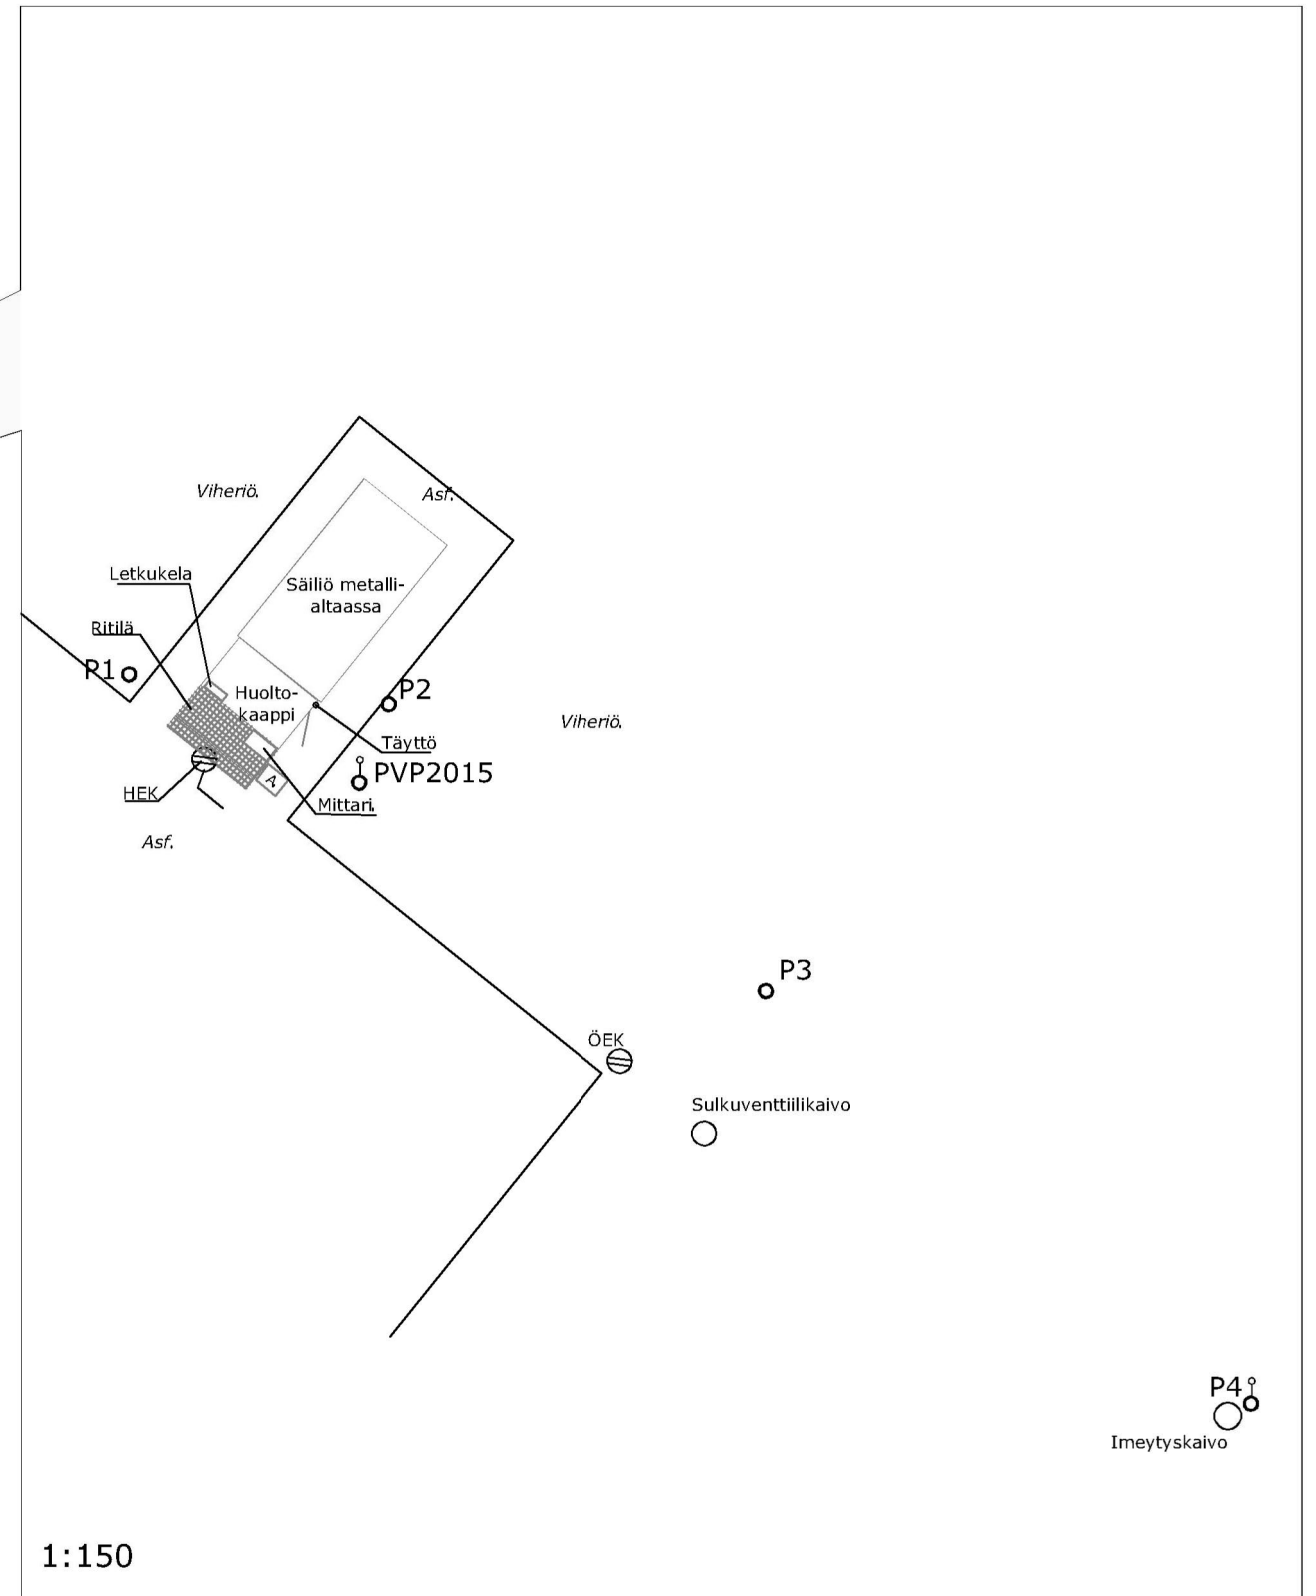 Viheriö.
Asf.
Letkukela
Säiliö metalli-
altaassa
Ritilä
P1
Huolto-
kaappi
P2
Viheriö.
Täyttö
PVP2015
A
HEK
Mittari.
Asf.
P3
ÖEK
Sulkuventtiilikaivo
P4
Imeytyskaivo
1:150